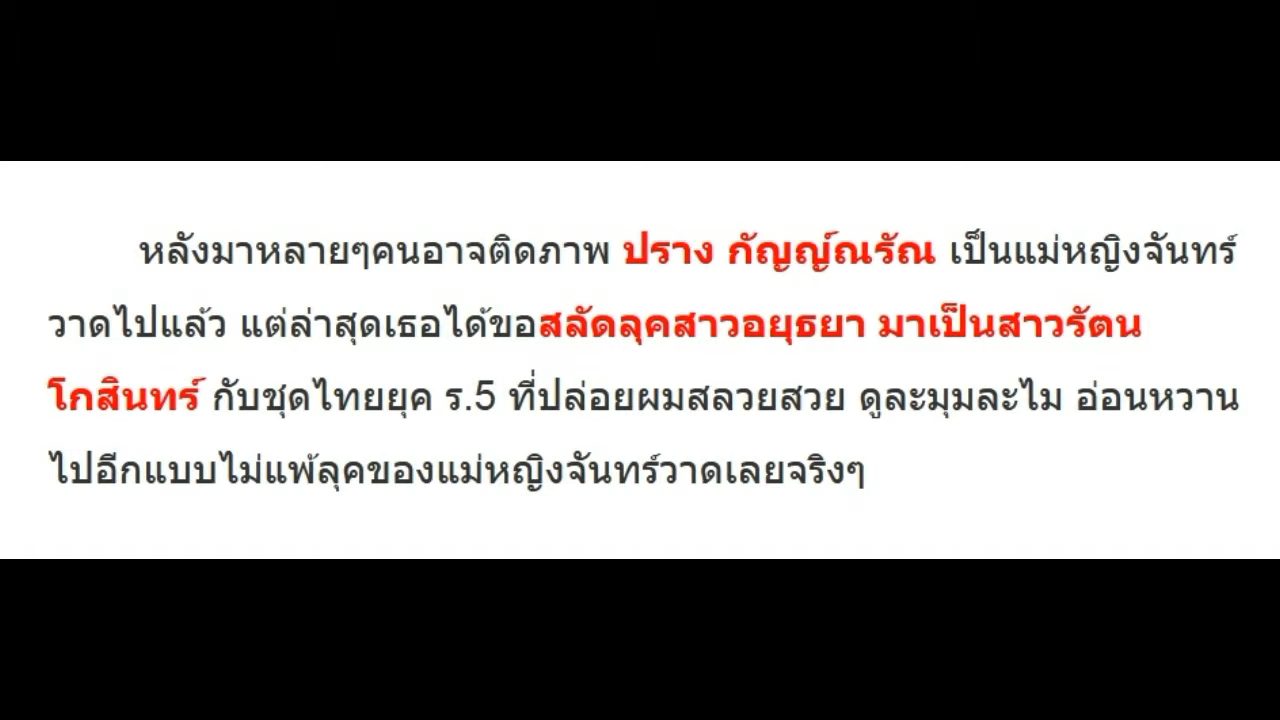 หลังมาหลายๆคนอาจติดภาพ ปราง กัญญ์ณรัณ เป็นแม่หญิงจันทร์
วาดไปแล้ว แต่ล่าสุดเธอได้ขอสลัดลุคสาวอยุธยา มาเป็นสาวรัตน
โกสินทร์ กับชุดไทยยุค ร.5 ที่ปล่อยผมสลวยสวย ดูละมุมละไม อ่อนหวาน
ไปอีกแบบไม่แพ้ลุคของแม่หญิงจันทร์วาดเลยจริงๆ